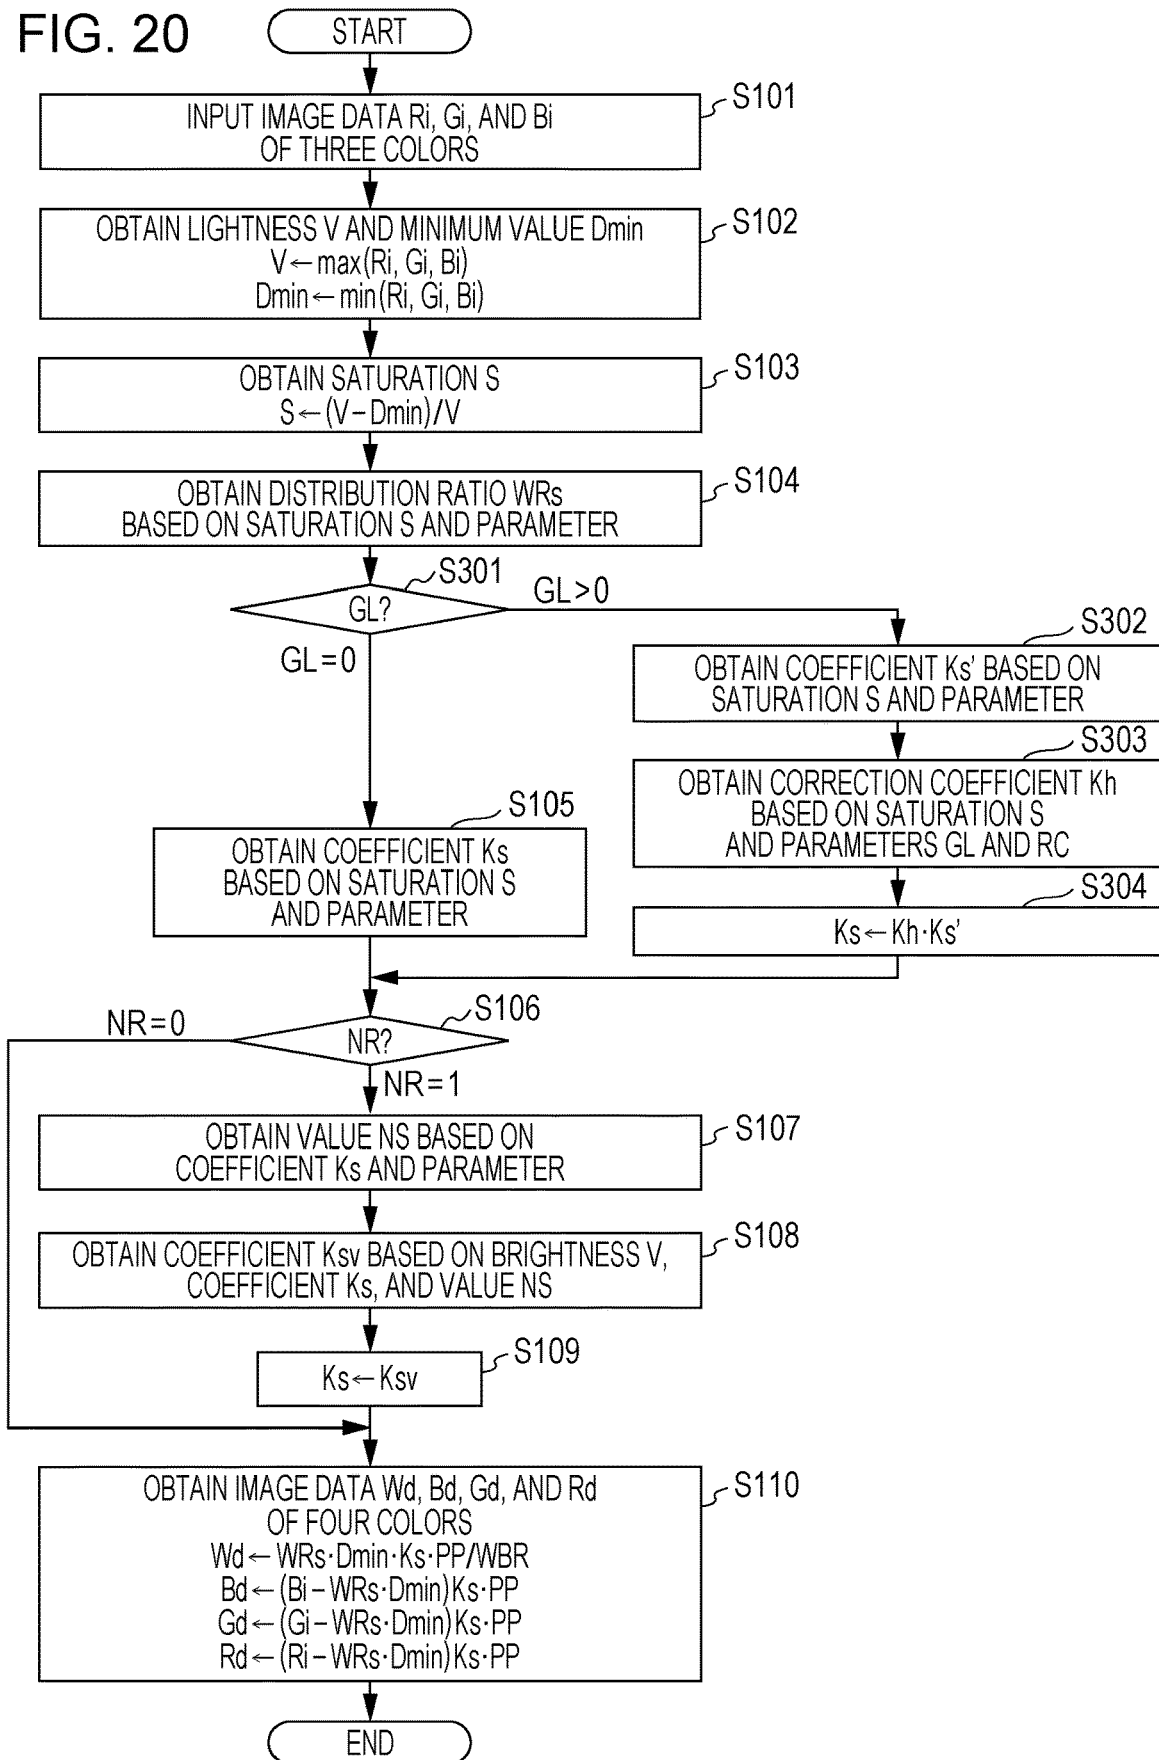 FIG. 20
START
S101
INPUT IMAGE DATA Ri, Gi, AND Bi
OF THREE COLORS
S102
OBTAIN LIGHTNESS V AND MINIMUM VALUE Dmin
V←max(Ri, Gi, Bi)
Dmin←min(Ri, Gi, Bi)
S103
OBTAIN SATURATION S
S←(V−Dmin)/V
S104
OBTAIN DISTRIBUTION RATIO WRs
BASED ON SATURATION S AND PARAMETER
S301
GL?
GL>0
GL=0
S302
OBTAIN COEFFICIENT Ks' BASED ON
SATURATION S AND PARAMETER
S303
OBTAIN CORRECTION COEFFICIENT Kh
BASED ON SATURATION S
AND PARAMETERS GL AND RC
S304
Ks←Kh·Ks'
S105
OBTAIN COEFFICIENT Ks
BASED ON SATURATION S
AND PARAMETER
S106
NR?
NR=0
NR=1
S107
OBTAIN VALUE NS BASED ON
COEFFICIENT Ks AND PARAMETER
S108
OBTAIN COEFFICIENT Ksv BASED ON BRIGHTNESS V,
COEFFICIENT Ks, AND VALUE NS
S109
Ks←Ksv
S110
OBTAIN IMAGE DATA Wd, Bd, Gd, AND Rd
OF FOUR COLORS
Wd←WRs·Dmin·Ks·PP/WBR
Bd←(Bi−WRs·Dmin)Ks·PP
Gd←(Gi−WRs·Dmin)Ks·PP
Rd←(Ri−WRs·Dmin)Ks·PP
END